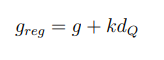 g_{reg} = g + kd_Q